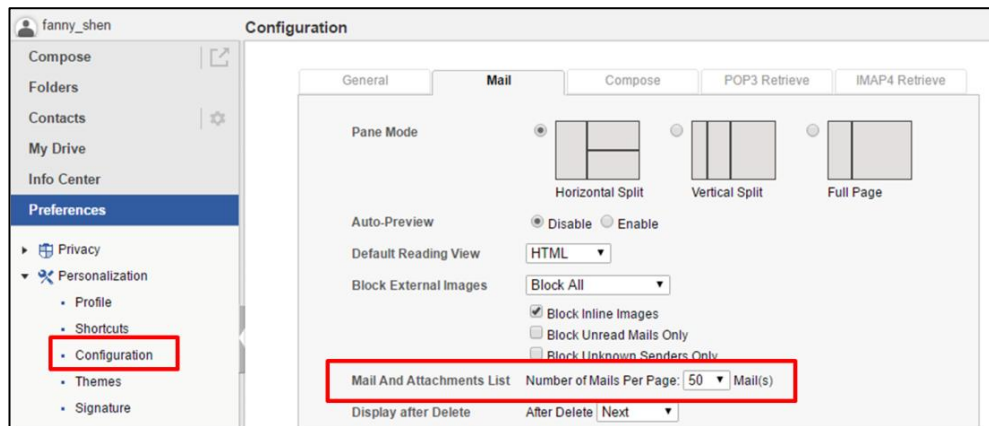 fanny_shen
Compose
Folders
Contacts
My Drive
Info Center
Preferences
Privacy
Personalization
Profile
Shortcuts
Configuration
Themes
Signature
Configuration
General Mail Compose POP3 Retrieve IMAP4 Retrieve
Pane Mode
Horizontal Split Vertical Split Full Page
Auto-Preview Disable Enable
Default Reading View HTML
Block External Images Block All
Block Inline Images
Block Unread Mails Only
Block Unknown Senders Only
Mail And Attachments List Number of Mails Per Page: 50 Mail(s)
Display after Delete After Delete Next